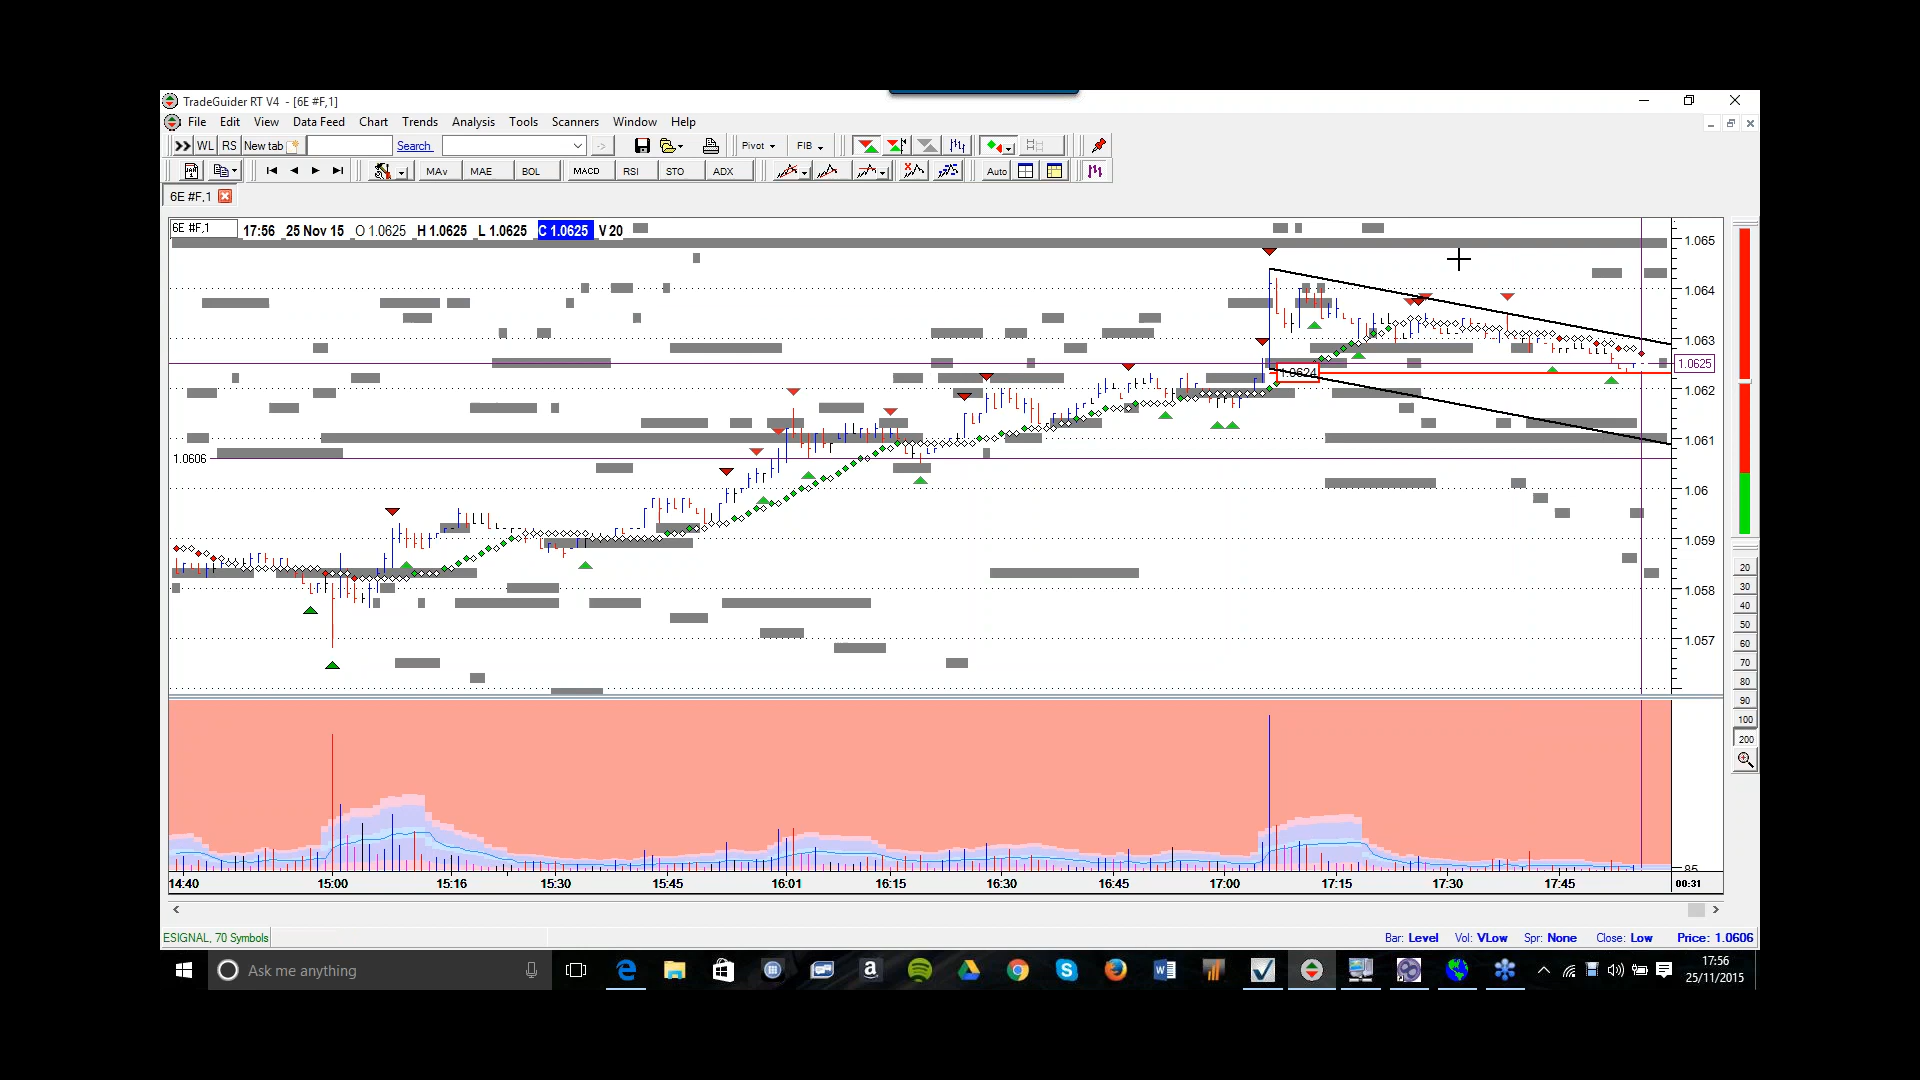 TradeGuider RT V4 - [6E #F,1]
File Edit View Data Feed Chart Trends Analysis Tools Scanners Window Help
WL RS New tab Search Pivot FIB
MAv MAE BOL MACD RSI STO ADX Auto
6E #F,1
6E #F,1 17:56 25 Nov 15 O 1.0625 H 1.0625 L 1.0625 C 1.0625 V 20
1.065
1.064
1.063
1.0625
1.0624
1.062
1.061
1.0606
1.06
1.059
1.058
1.057
20
30
40
50
60
70
80
90
100
200
85
14:40 15:00 15:16 15:30 15:45 16:01 16:15 16:30 16:45 17:00 17:15 17:30 17:45 00:31
ESIGNAL, 70 Symbols Bar: Level Vol: VLow Spr: None Close: Low Price: 1.0606
Ask me anything
17:56
25/11/2015